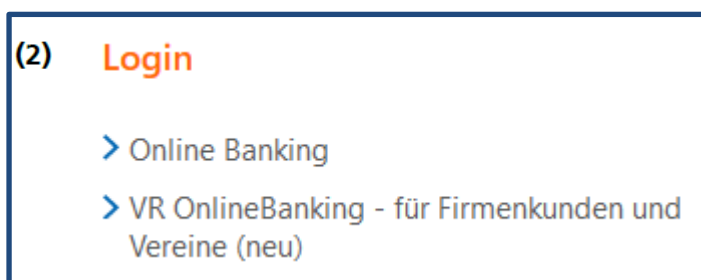 (2) Login
Online Banking
VR OnlineBanking - für Firmenkunden und
Vereine (neu)